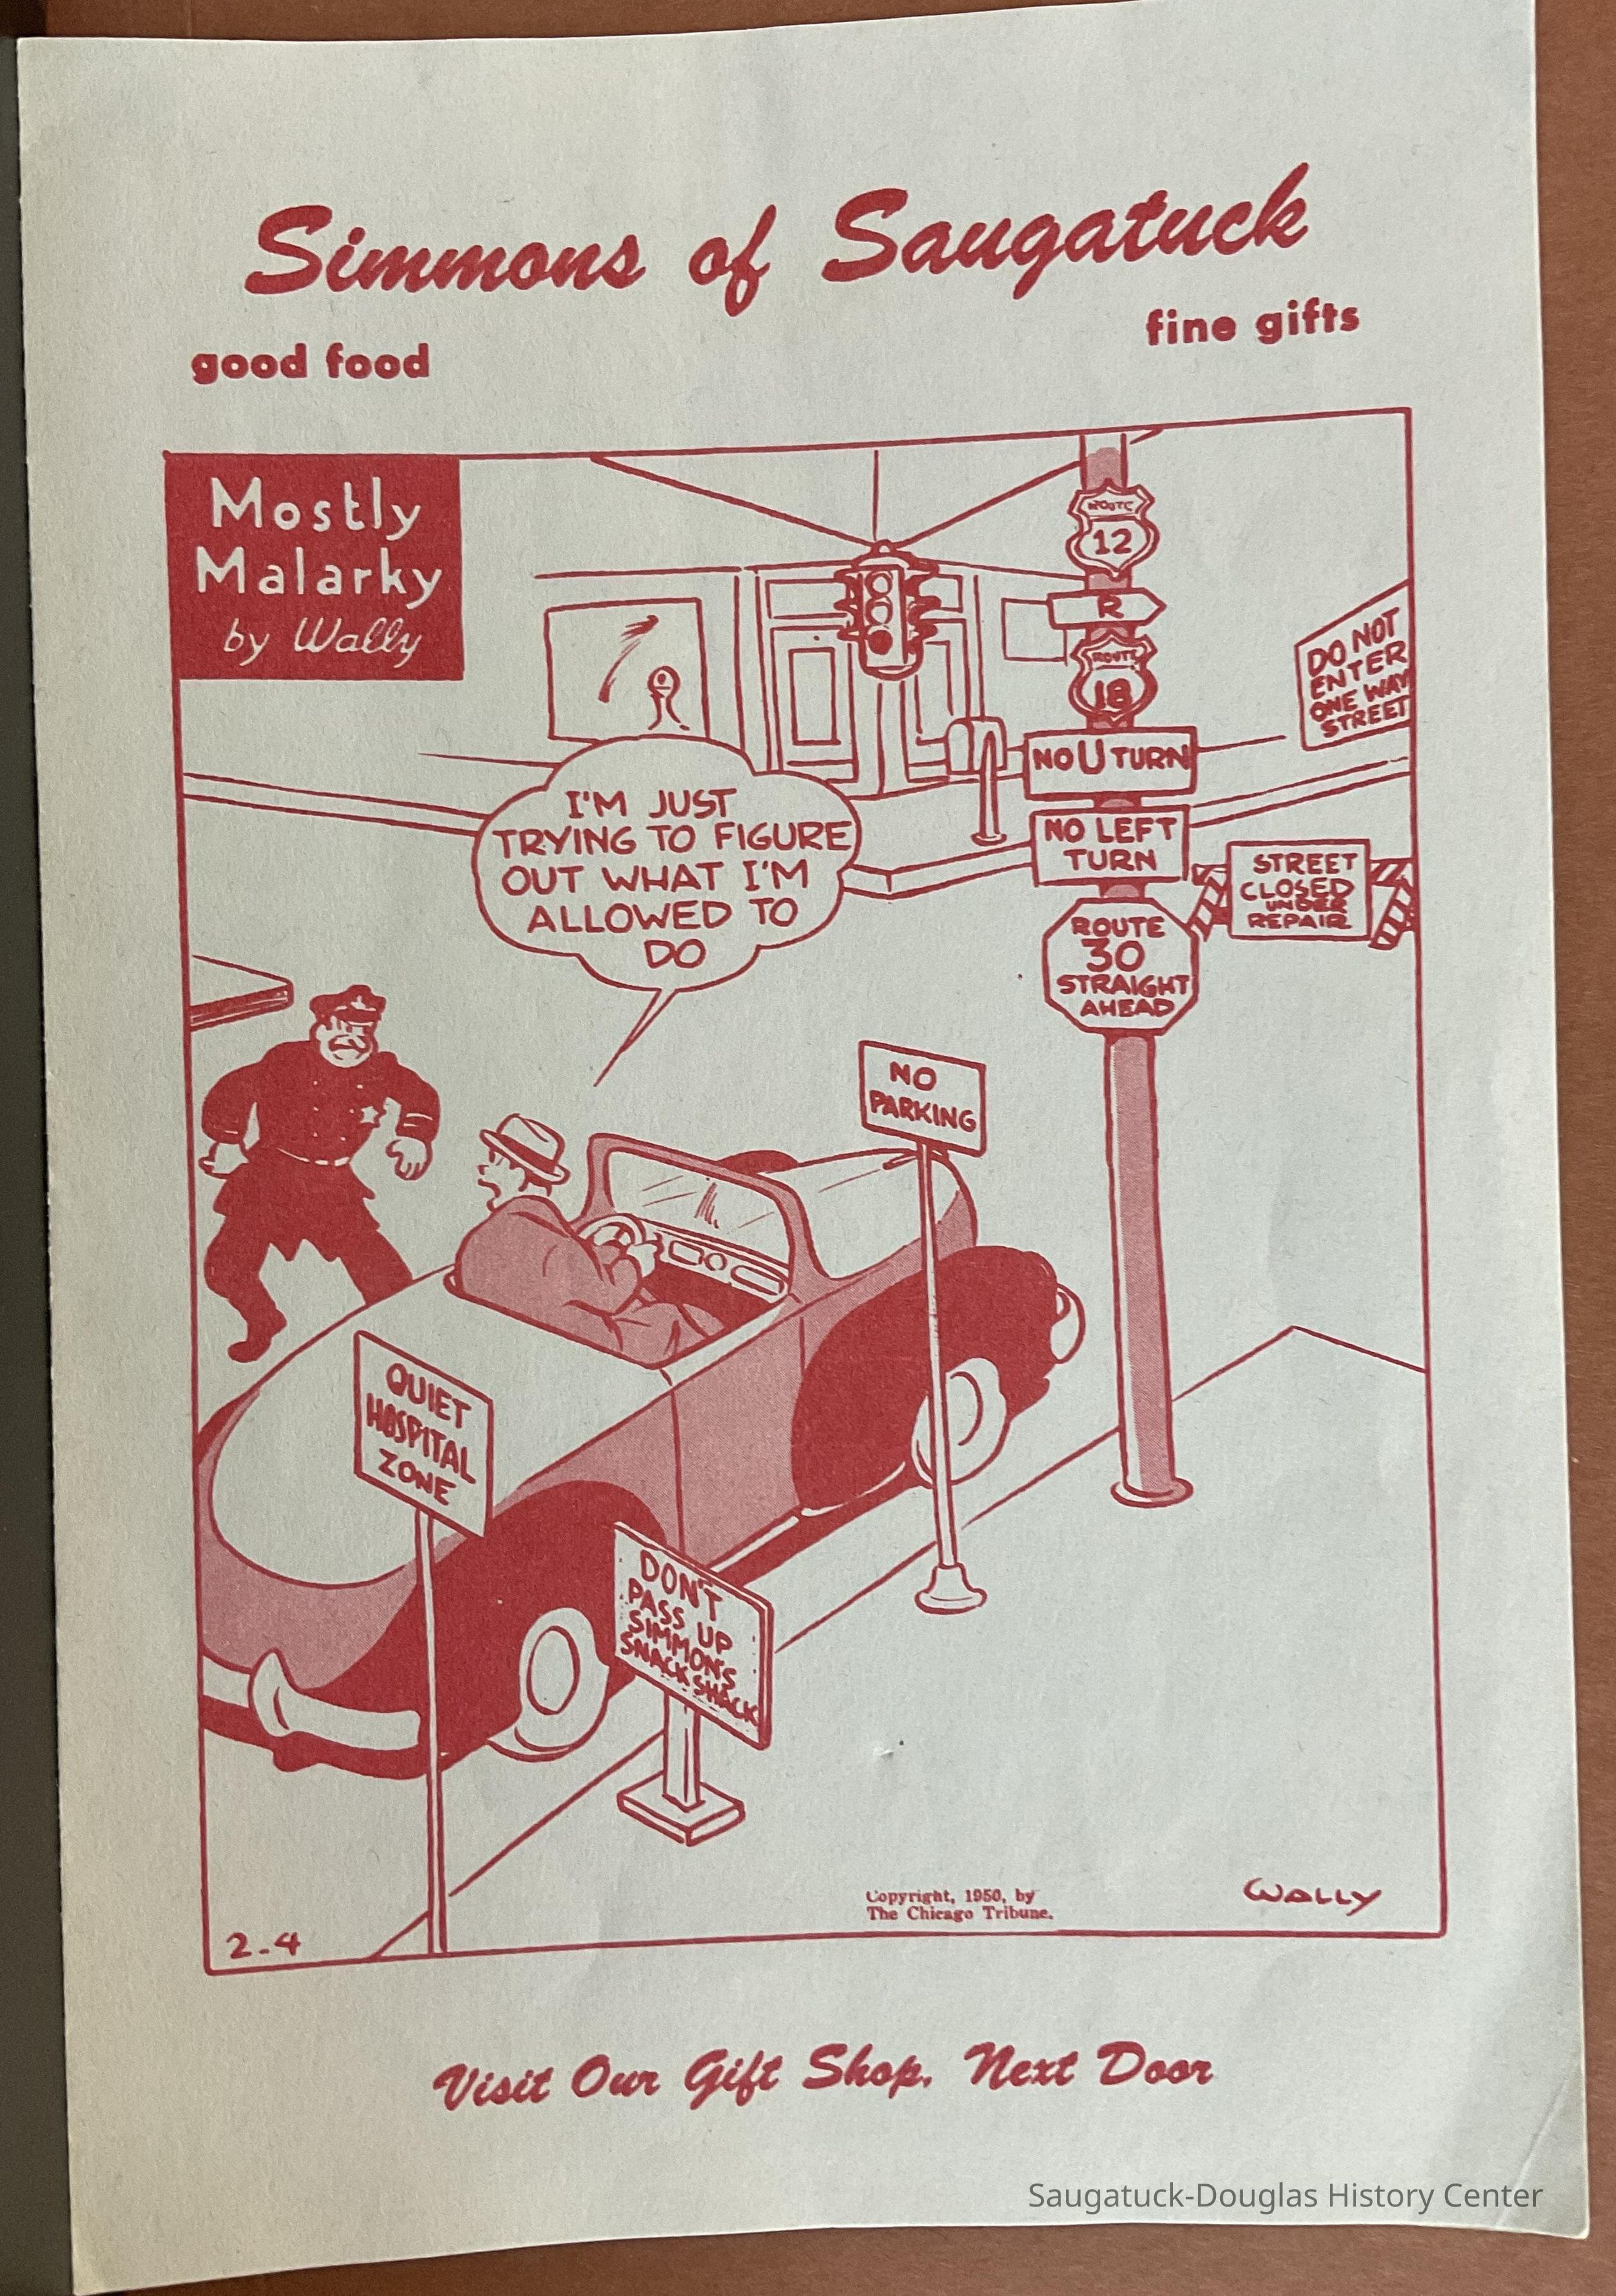 Simmons of Saugatuck
good food
fine gifts
Mostly
Malarky
by Wally
ROUTE
12
R
ROUTE
18
DO NOT
ENTER
ONE WAY
STREET
NO U TURN
NO LEFT
TURN
STREET
CLOSED
UNDER
REPAIR
ROUTE
30
STRAIGHT
AHEAD
I'M JUST
TRYING TO FIGURE
OUT WHAT I'M
ALLOWED TO
DO
NO
PARKING
QUIET
HOSPITAL
ZONE
DON'T
PASS UP
SIMMON'S
SNACK SHACK
Copyright, 1950, by
The Chicago Tribune.
WALLY
2-4
Visit Our Gift Shop, Next Door
Saugatuck-Douglas History Center